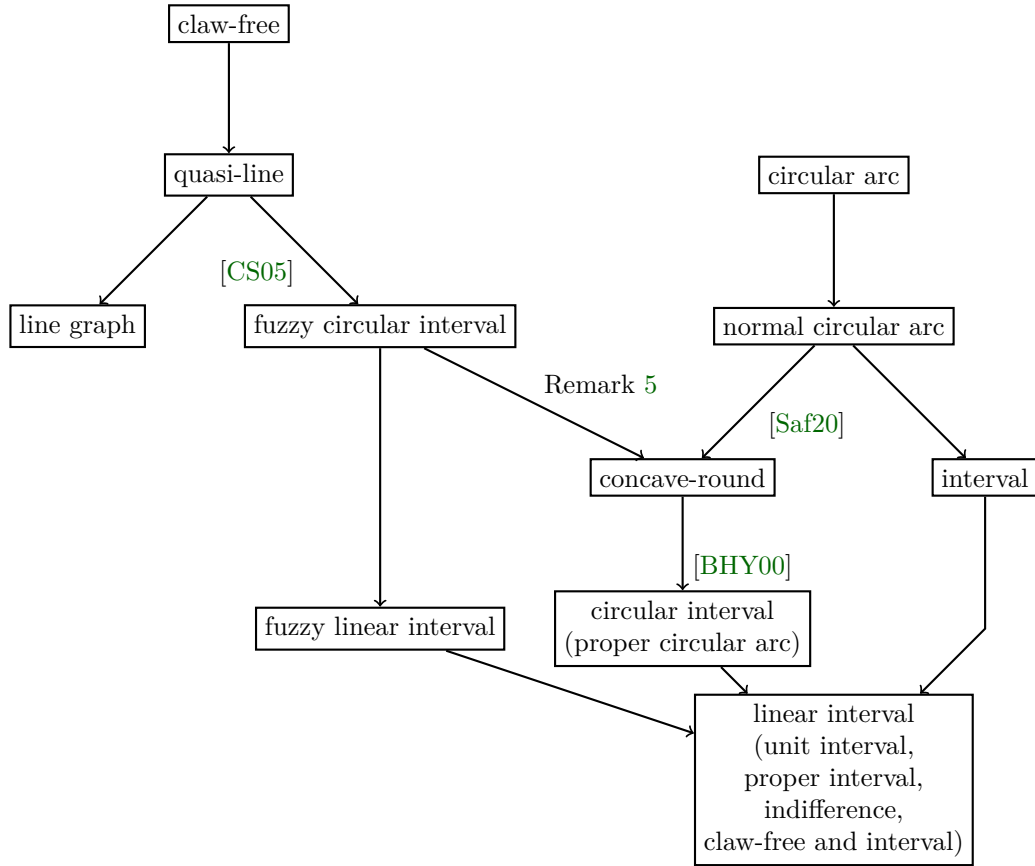 claw-free
quasi-line
circular arc
[CS05]
line graph
fuzzy circular interval
normal circular arc
Remark 5
[Saf20]
concave-round
interval
[BHY00]
circular interval
(proper circular arc)
fuzzy linear interval
linear interval
(unit interval,
proper interval,
indifference,
claw-free and interval)